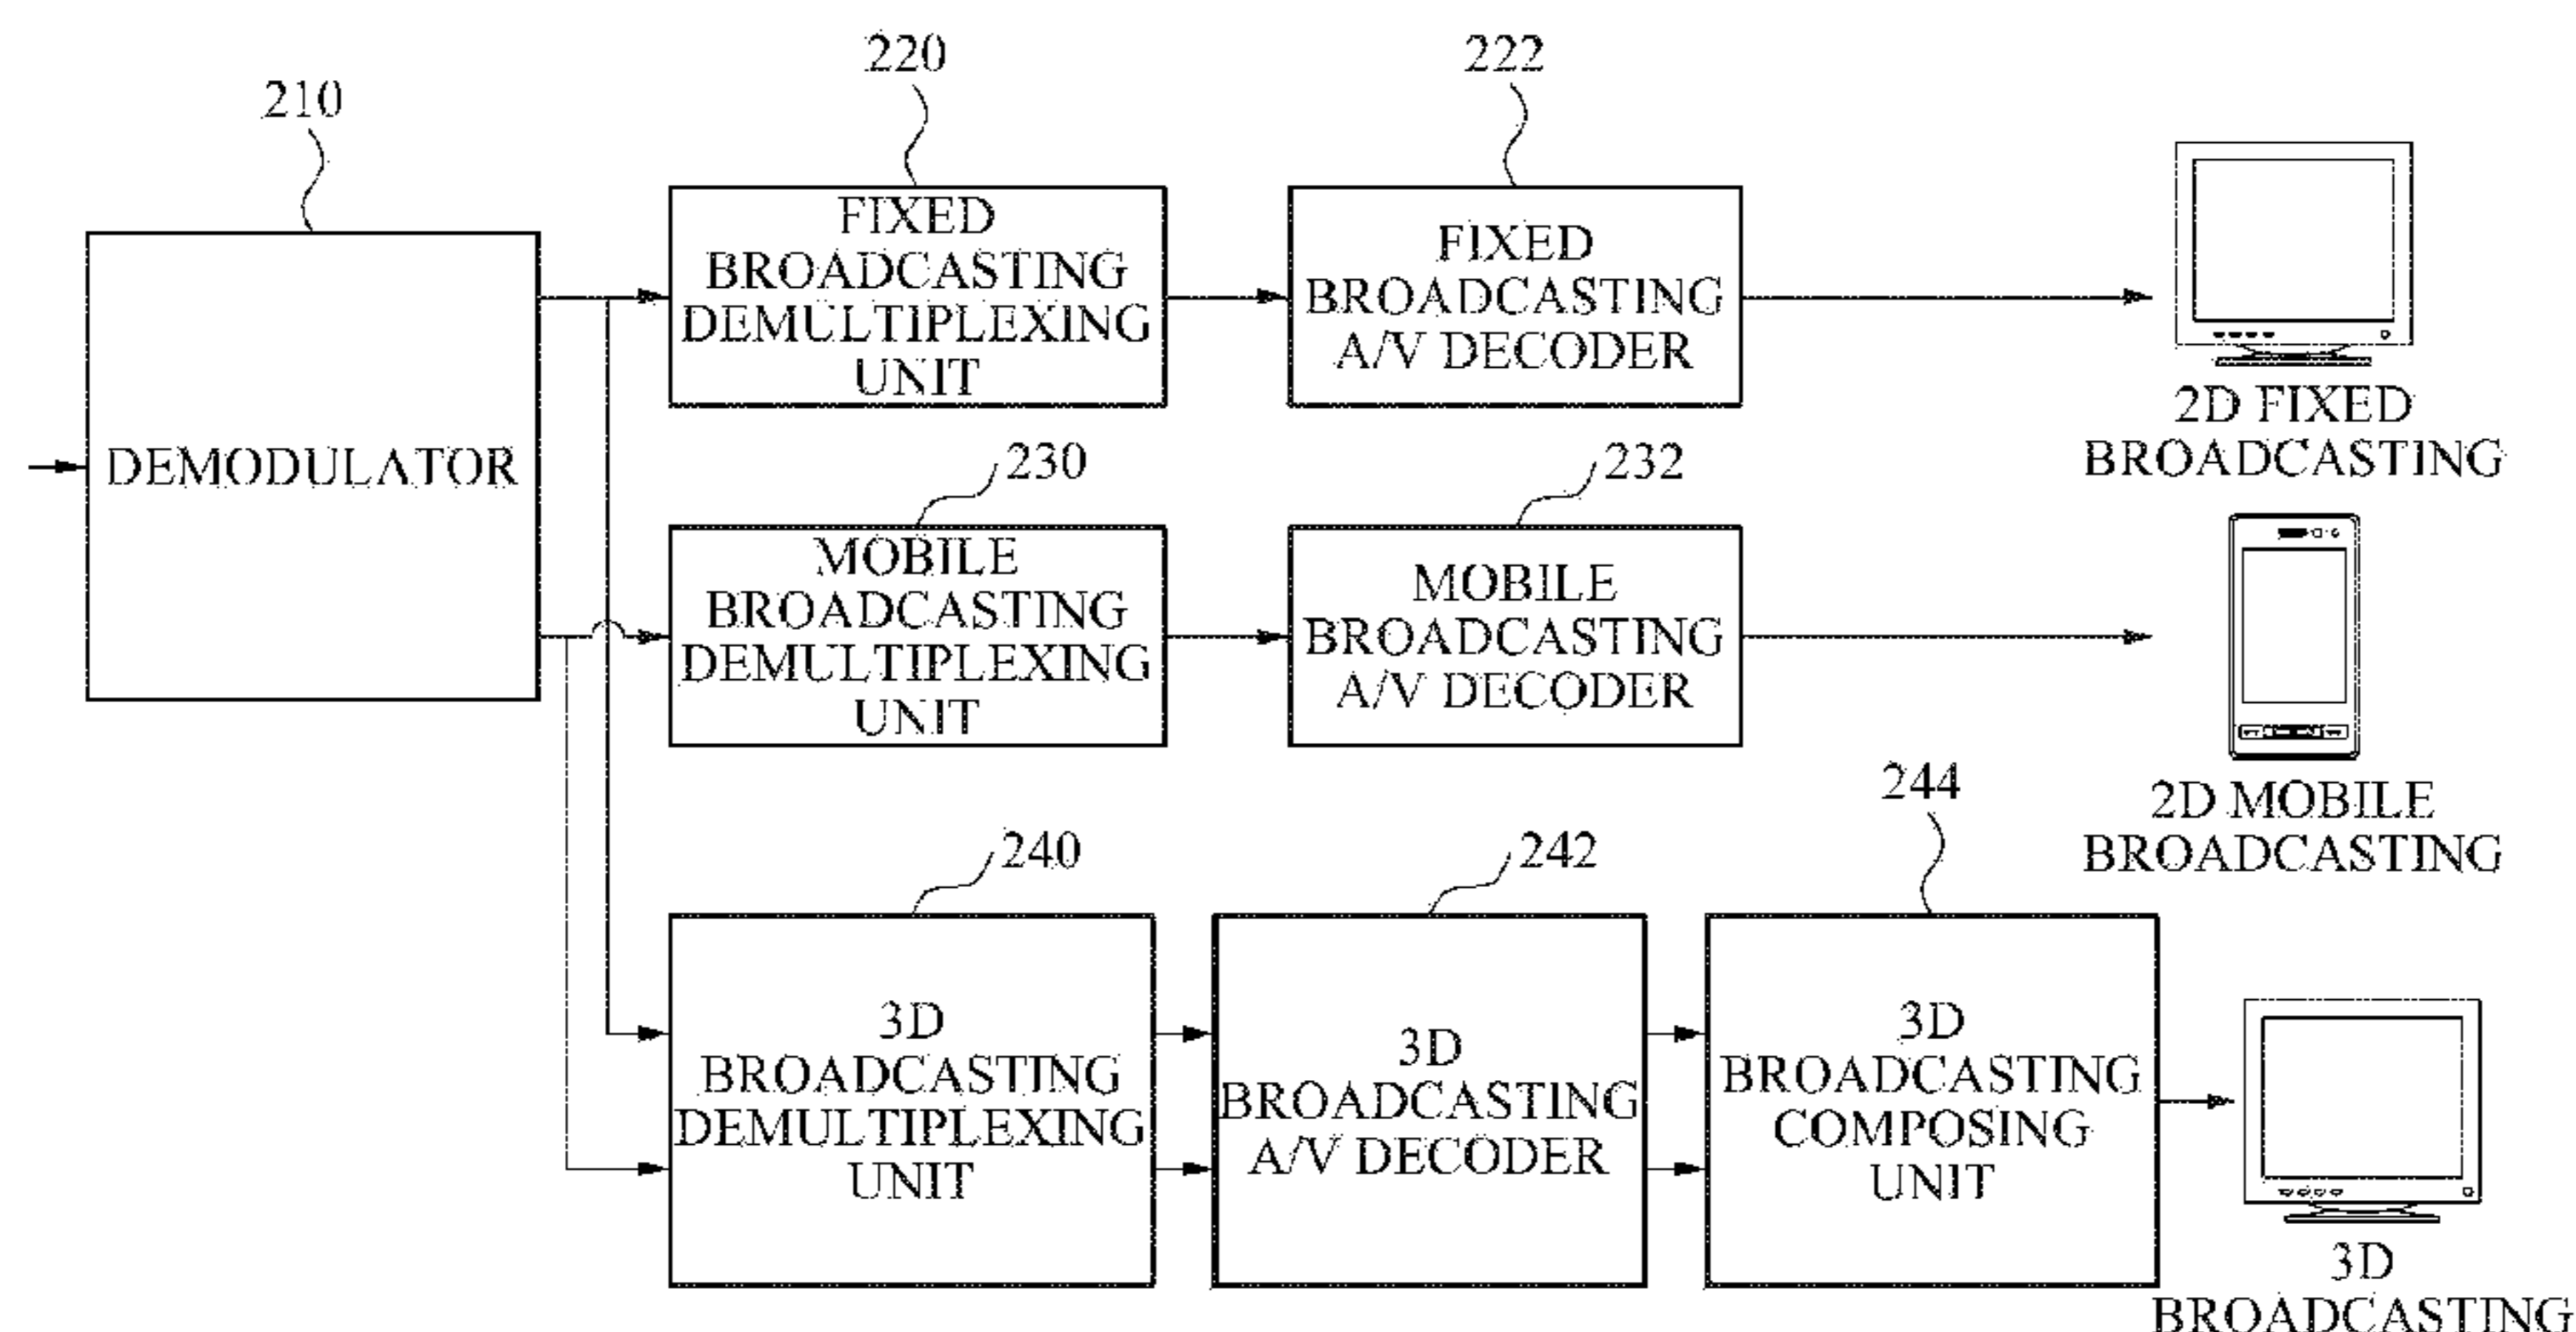 210
220
222
DEMODULATOR
FIXED
BROADCASTING
DEMULTIPLEXING
UNIT
FIXED
BROADCASTING
A/V DECODER
2D FIXED
BROADCASTING
230
232
MOBILE
BROADCASTING
DEMULTIPLEXING
UNIT
MOBILE
BROADCASTING
A/V DECODER
2D MOBILE
BROADCASTING
240
242
244
3D
BROADCASTING
DEMULTIPLEXING
UNIT
3D
BROADCASTING
A/V DECODER
3D
BROADCASTING
COMPOSING
UNIT
3D
BROADCASTING